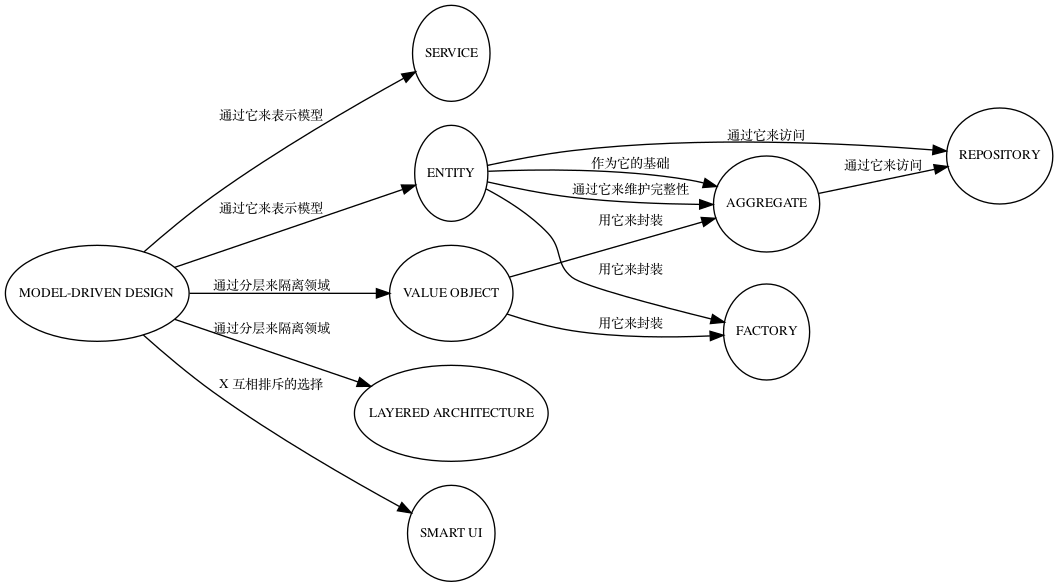 SERVICE
通过它来表示模型
通过它来访问
ENTITY
作为它的基础
REPOSITORY
通过它来访问
通过它来维护完整性
AGGREGATE
通过它来表示模型
用它来封装
MODEL-DRIVEN DESIGN
通过分层来隔离领域
VALUE OBJECT
用它来封装
通过分层来隔离领域
用它来封装
FACTORY
X 互相排斥的选择
LAYERED ARCHITECTURE
SMART UI